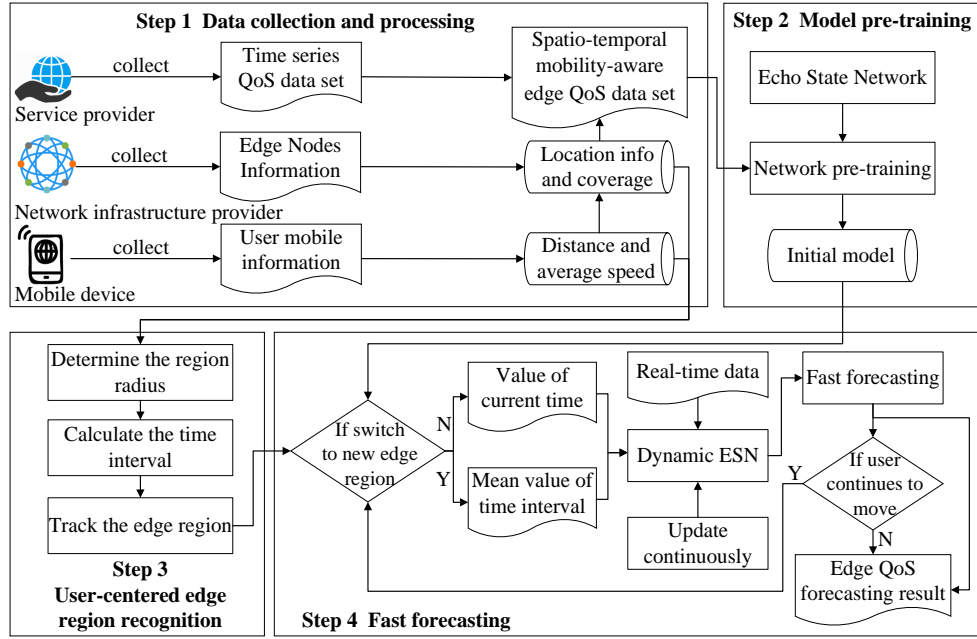 Step 1 Data collection and processing
collect
Time series
QoS data set
Spatio-temporal
mobility-aware
edge QoS data set
Service provider
collect
Edge Nodes
Information
Location info
and coverage
Network infrastructure provider
collect
User mobile
information
Distance and
average speed
Mobile device
Step 2 Model pre-training
Echo State Network
Network pre-training
Initial model
Determine the region
radius
Calculate the time
interval
Track the edge region
Step 3
User-centered edge
region recognition
If switch
to new edge
region
N
Y
Value of
current time
Mean value of
time interval
Real-time data
Dynamic ESN
Update
continuously
Fast forecasting
If user
continues to
move
Y
N
Edge QoS
forecasting result
Step 4 Fast forecasting